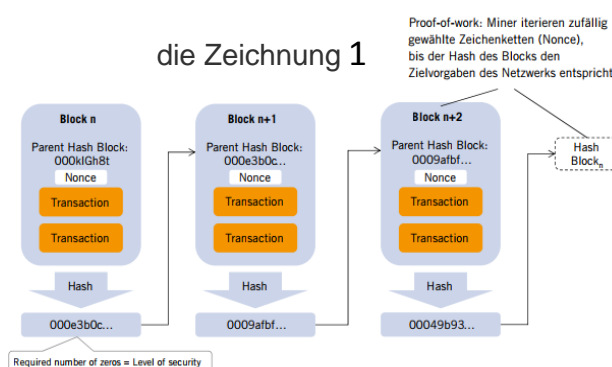 die Zeichnung 1
Proof-of-work: Miner iterieren zufällig
gewählte Zeichenketten (Nonce),
bis der Hash des Blocks den
Zielvorgaben des Netzwerks entspricht
Block n
Parent Hash Block:
000klGh8t
Nonce
Transaction
Transaction
Hash
000e3b0c...
Required number of zeros = Level of security
Block n+1
Parent Hash Block:
000e3b0c...
Nonce
Transaction
Transaction
Hash
0009afbf...
Block n+2
Parent Hash Block:
0009afbf...
Nonce
Transaction
Transaction
Hash
00049b93...
Hash
Blockn